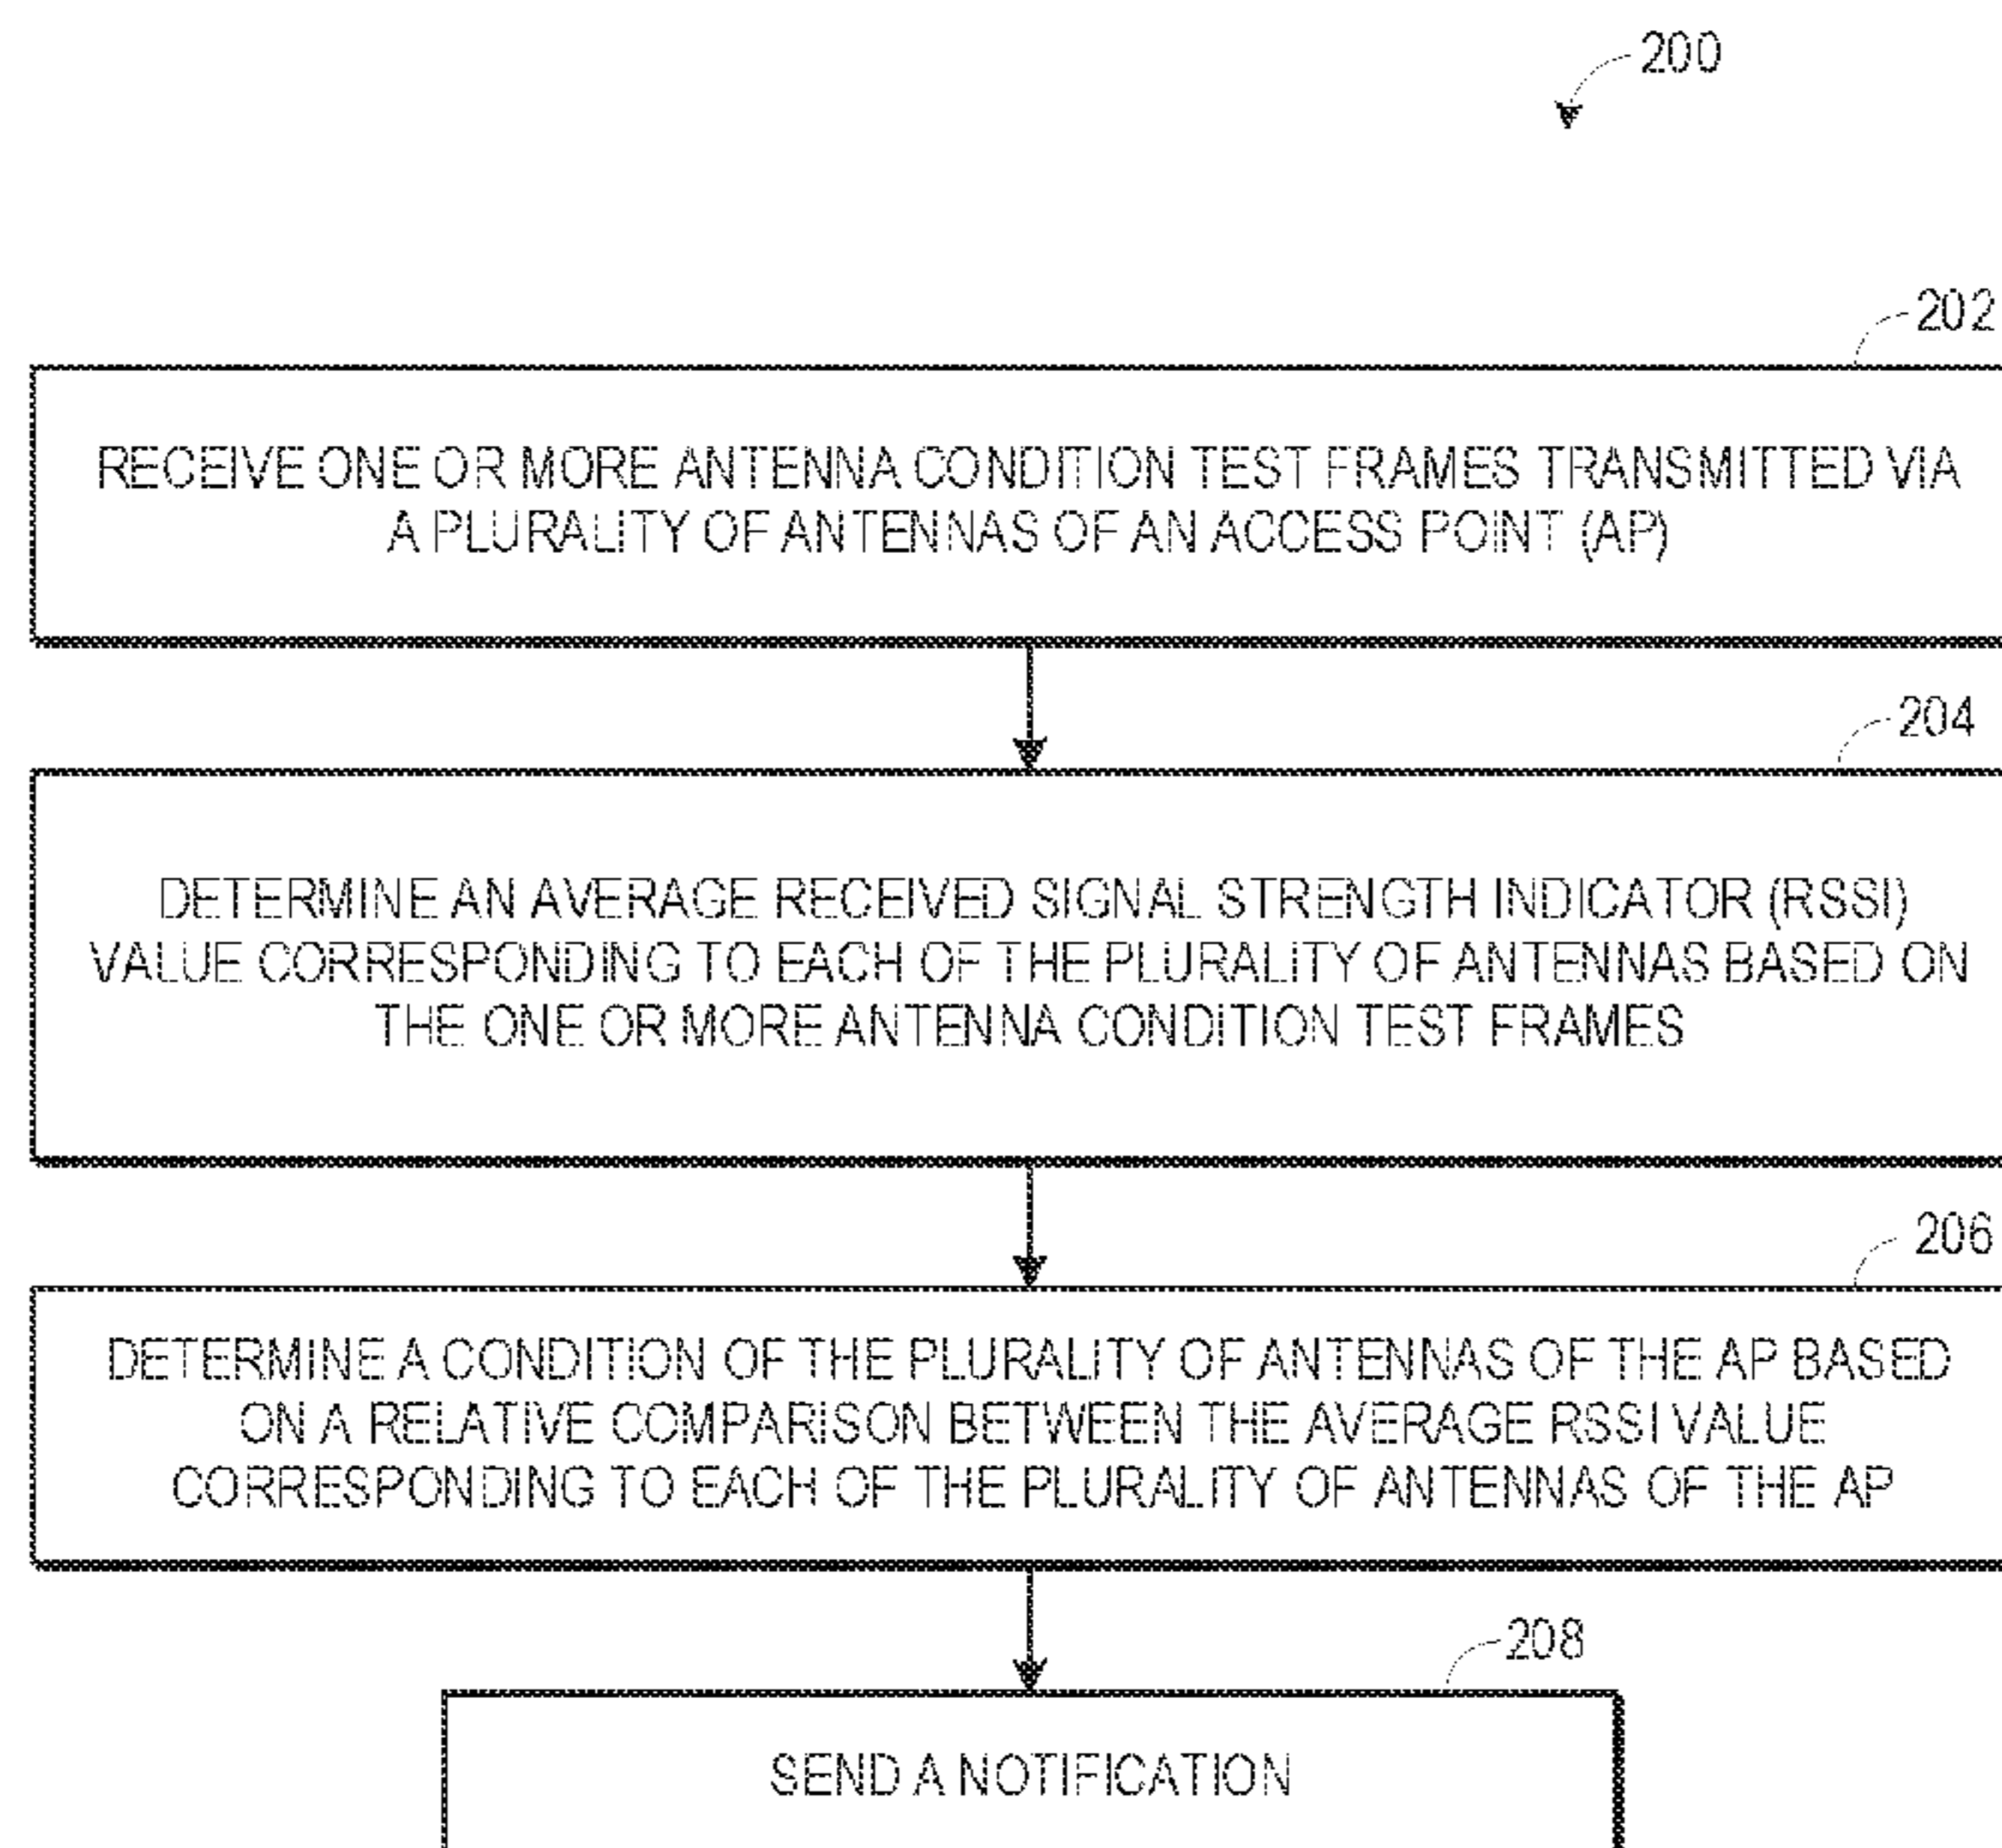 200
202
RECEIVE ONE OR MORE ANTENNA CONDITION TEST FRAMES TRANSMITTED VIA
A PLURALITY OF ANTENNAS OF AN ACCESS POINT (AP)
204
DETERMINE AN AVERAGE RECEIVED SIGNAL STRENGTH INDICATOR (RSSI)
VALUE CORRESPONDING TO EACH OF THE PLURALITY OF ANTENNAS BASED ON
THE ONE OR MORE ANTENNA CONDITION TEST FRAMES
206
DETERMINE A CONDITION OF THE PLURALITY OF ANTENNAS OF THE AP BASED
ON A RELATIVE COMPARISON BETWEEN THE AVERAGE RSSI VALUE
CORRESPONDING TO EACH OF THE PLURALITY OF ANTENNAS OF THE AP
208
SEND A NOTIFICATION